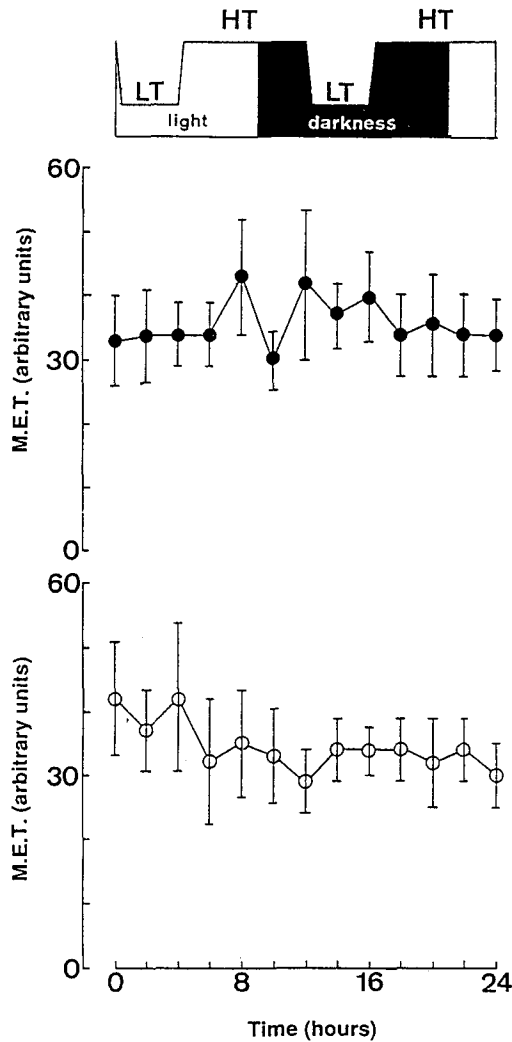 HT HT
LT LT
light darkness
60
30
0
M.E.T. (arbitrary units)
60
30
0
M.E.T. (arbitrary units)
0 8 16 24
Time (hours)